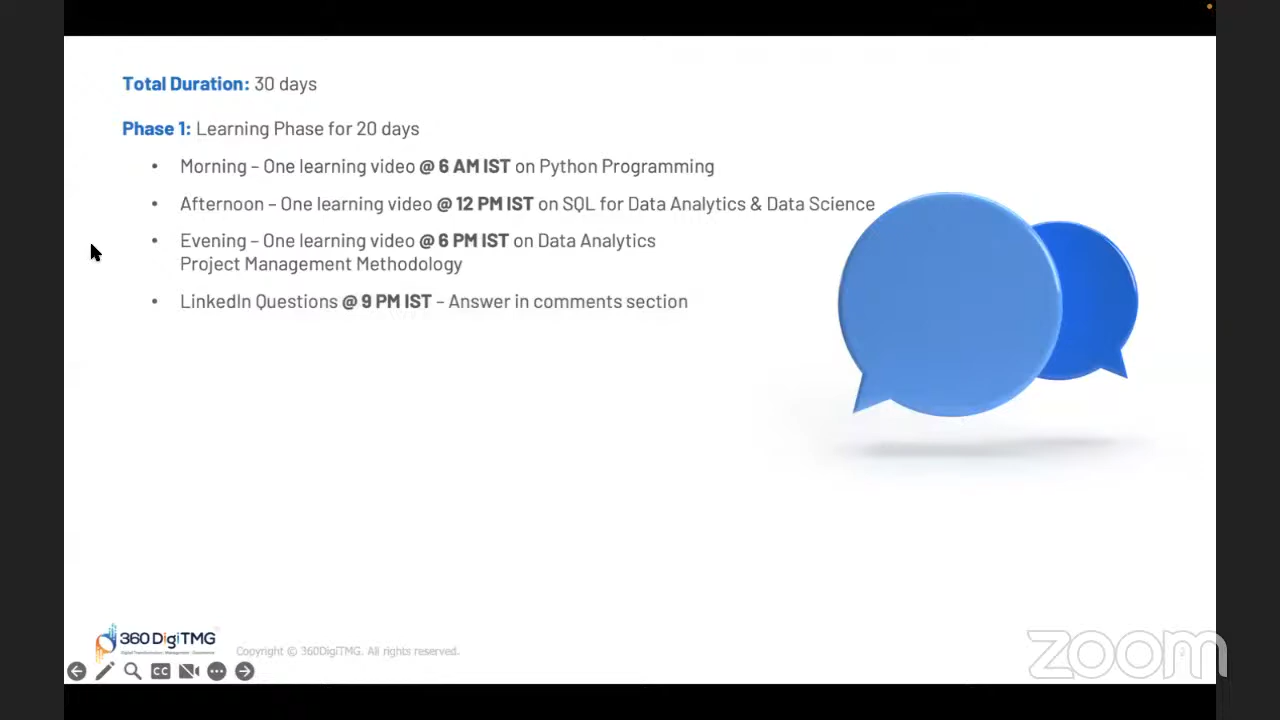 Total Duration: 30 days
Phase 1: Learning Phase for 20 days
• Morning – One learning video @ 6 AM IST on Python Programming
• Afternoon – One learning video @ 12 PM IST on SQL for Data Analytics & Data Science
• Evening – One learning video @ 6 PM IST on Data Analytics
Project Management Methodology
• LinkedIn Questions @ 9 PM IST – Answer in comments section
360DigiTMG
Copyright © 360DigiTMG. All rights reserved.
CC
zoom